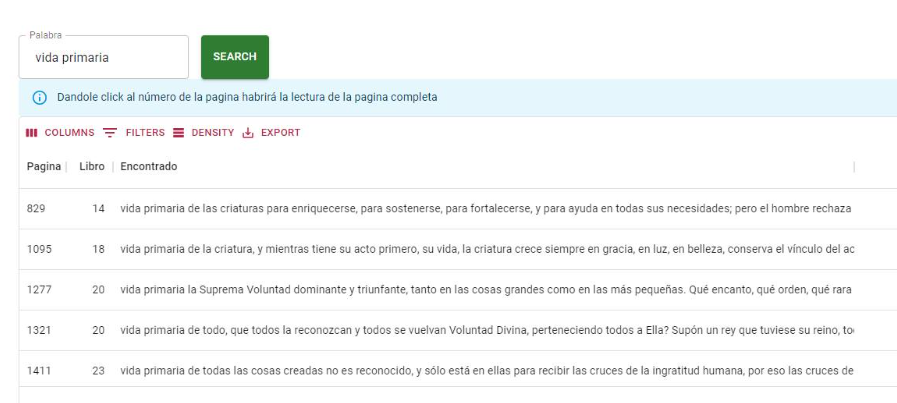 Palabra
vida primaria
SEARCH
Dandole click al número de la pagina habrirá la lectura de la pagina completa
COLUMNS FILTERS DENSITY EXPORT
Pagina Libro Encontrado
829 14 vida primaria de las criaturas para enriquecerse, para sostenerse, para fortalecerse, y para ayuda en todas sus necesidades; pero el hombre rechaza
1095 18 vida primaria de la criatura, y mientras tiene su acto primero, su vida, la criatura crece siempre en gracia, en luz, en belleza, conserva el vínculo del
1277 20 vida primaria la Suprema Voluntad dominante y triunfante, tanto en las cosas grandes como en las más pequeñas. Qué encanto, qué orden, qué rara
1321 20 vida primaria de todo, que todos la reconozcan y todos se vuelvan Voluntad Divina, perteneciendo todos a Ella? Supón un rey que tuviese su reino,
1411 23 vida primaria de todas las cosas creadas no es reconocido, y sólo está en ellas para recibir las cruces de la ingratitud humana, por eso las cruces de